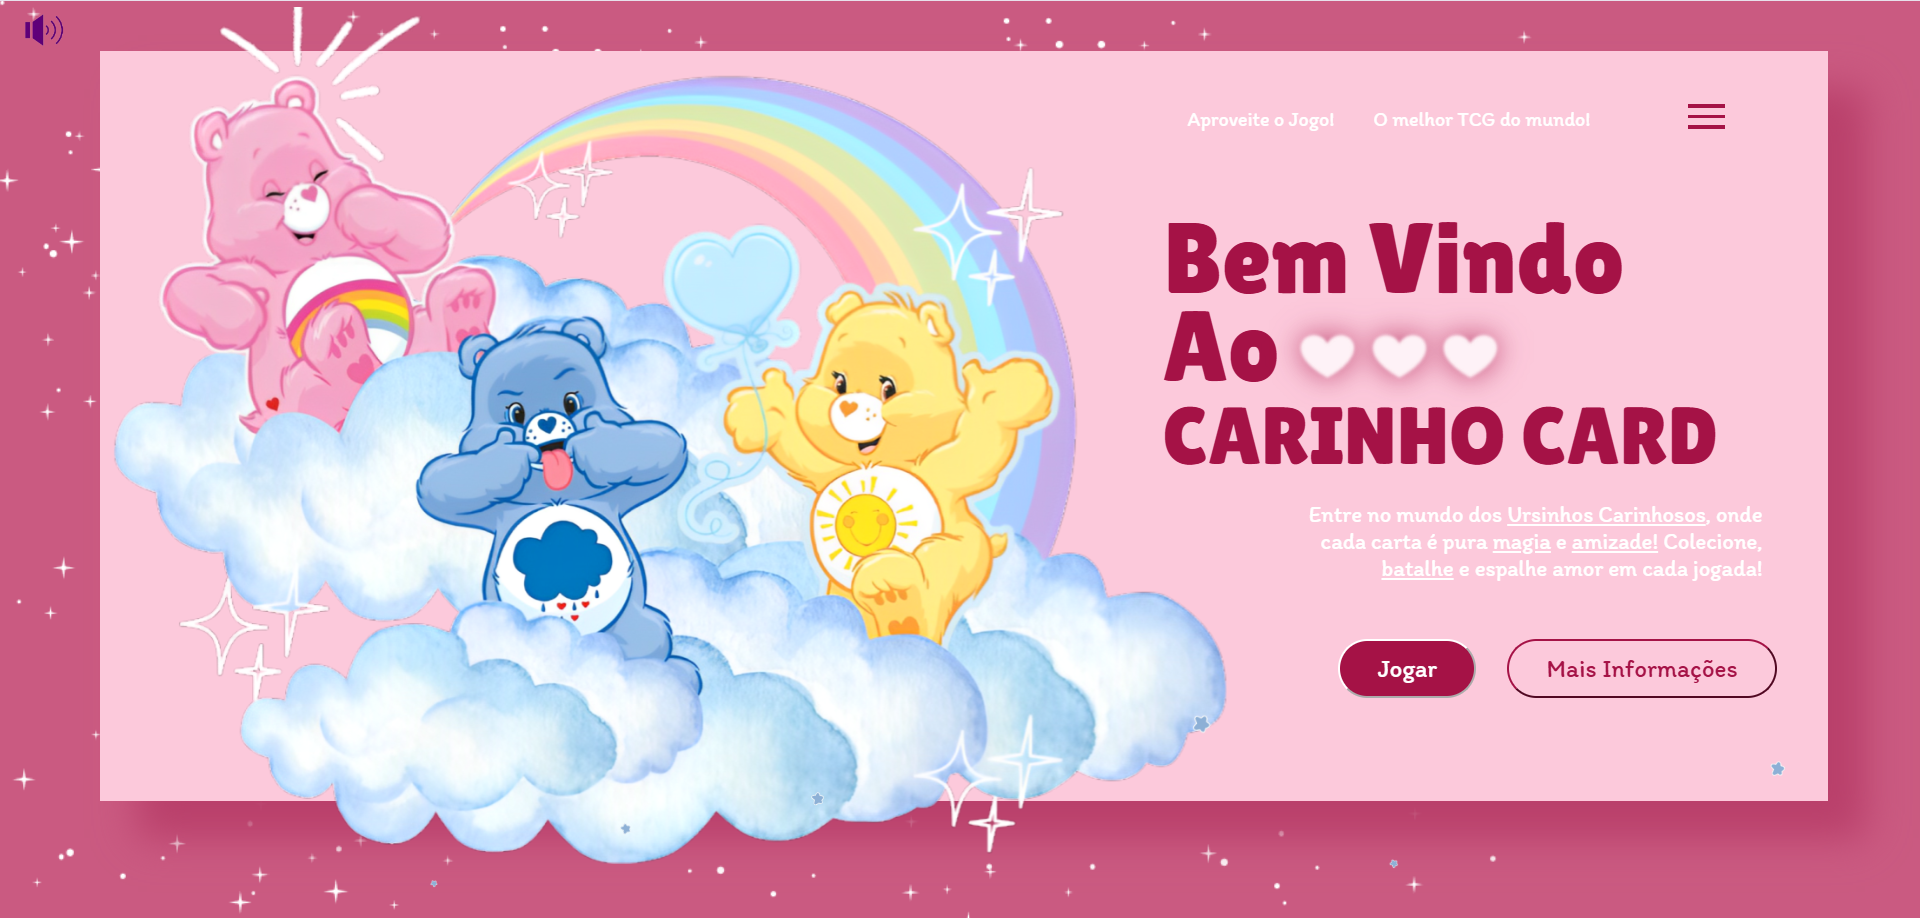 Aproveite o Jogo! O melhor TCG do mundo!
Bem Vindo
Ao
CARINHO CARD
Entre no mundo dos Ursinhos Carinhosos, onde
cada carta é pura magia e amizade! Colecione,
batalhe e espalhe amor em cada jogada!
Jogar Mais Informações